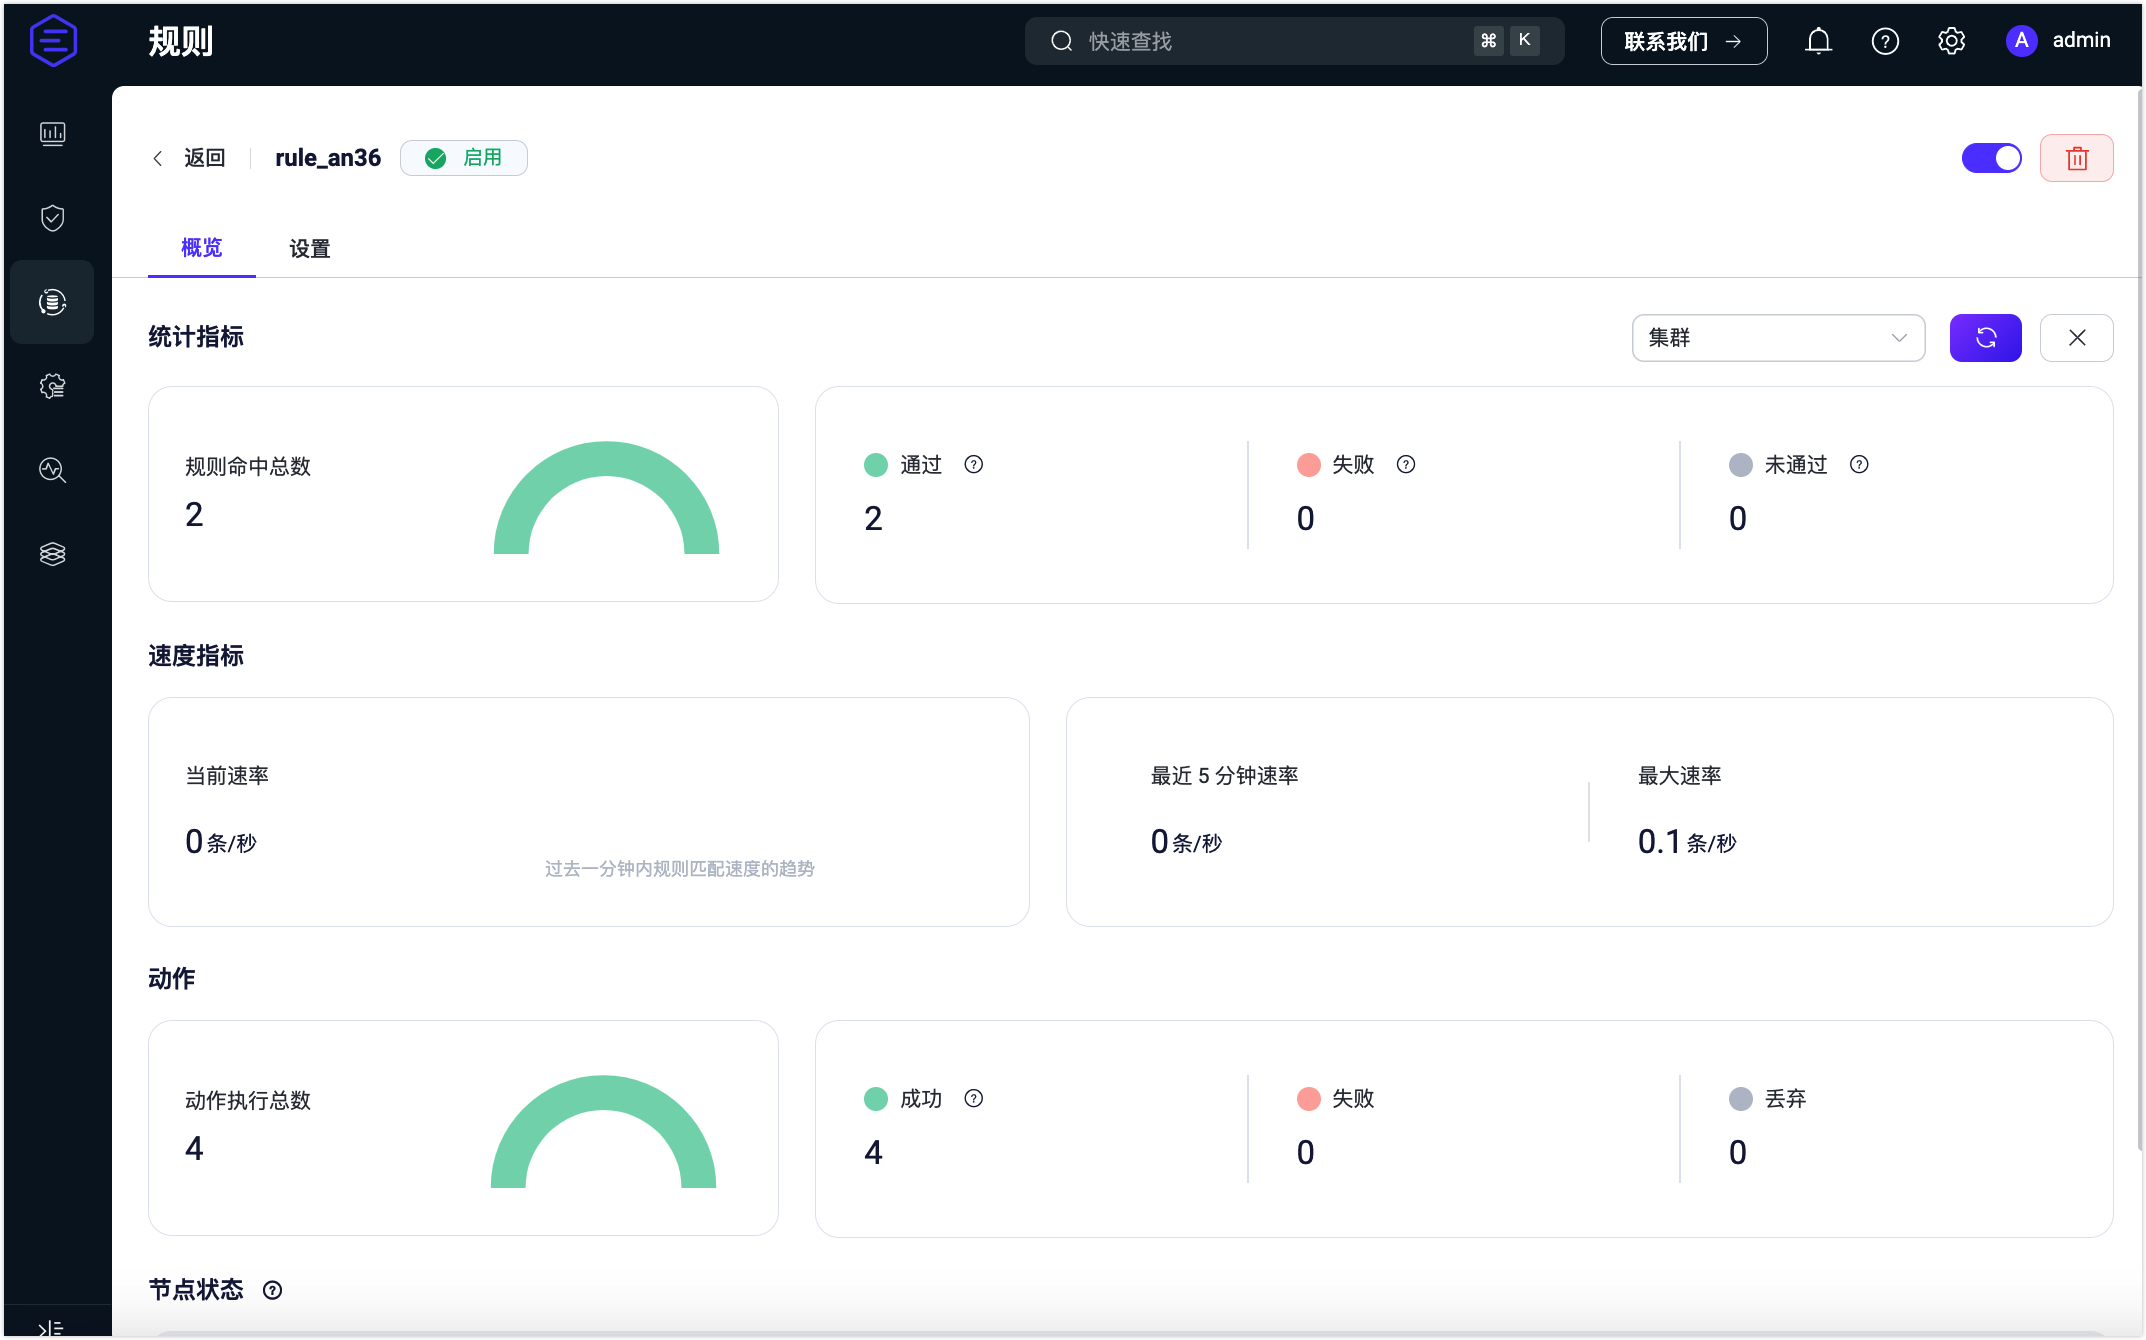 规则
快速查找
⌘ K
联系我们 →
A admin
返回
rule_an36
启用
概览
设置
统计指标
集群
规则命中总数
2
通过
2
失败
0
未通过
0
速度指标
当前速率
0条/秒
过去一分钟内规则匹配速度的趋势
最近 5 分钟速率
0条/秒
最大速率
0.1条/秒
动作
动作执行总数
4
成功
4
失败
0
丢弃
0
节点状态